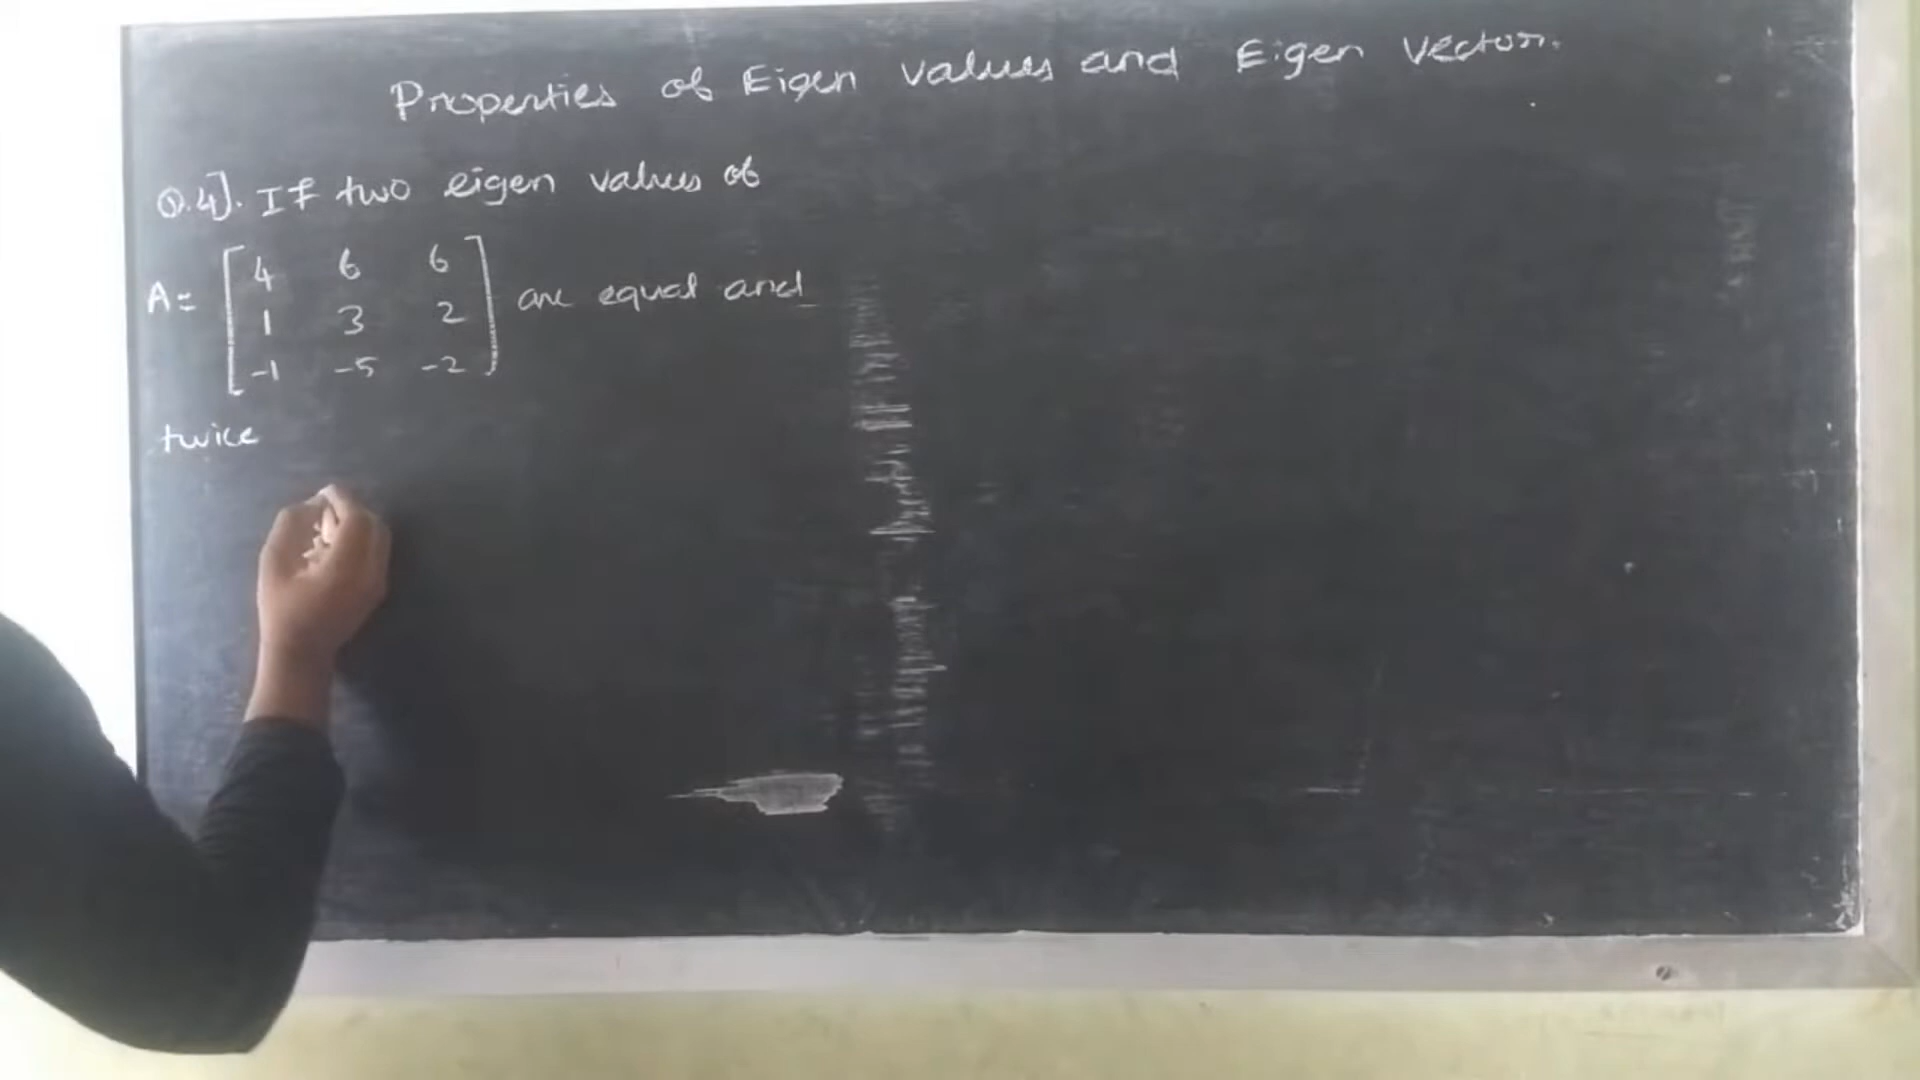 Properties of Eigen values and Eigen vector.
Q.4]. If two eigen values of
A = [4 6 6
1 3 2
-1 -5 -2] are equal and
twice